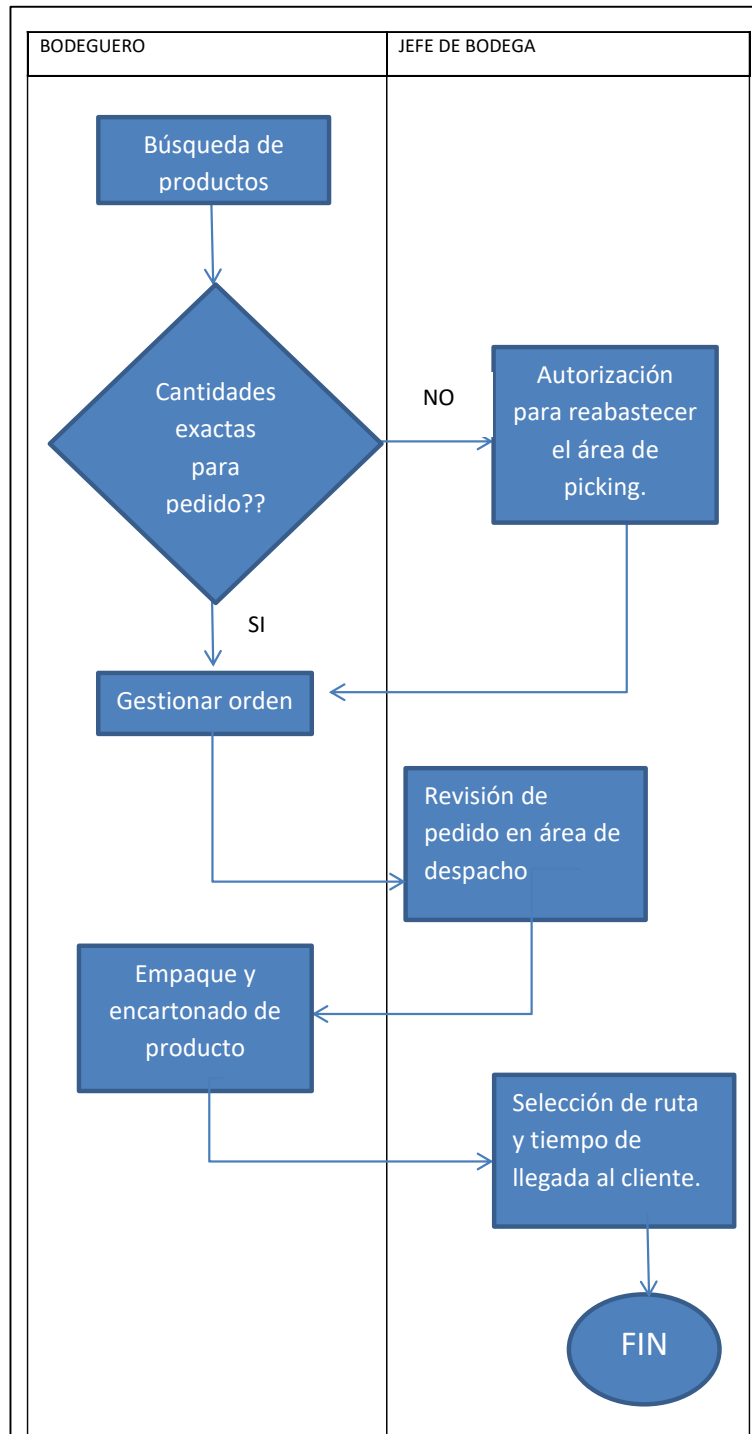 BODEGUERO
JEFE DE BODEGA
Búsqueda de
productos
Cantidades
exactas
para
pedido??
NO
Autorización
para reabastecer
el área de
picking.
SI
Gestionar orden
Revisión de
pedido en área de
despacho
Empaque y
encartonado de
producto
Selección de ruta
y tiempo de
llegada al cliente.
FIN